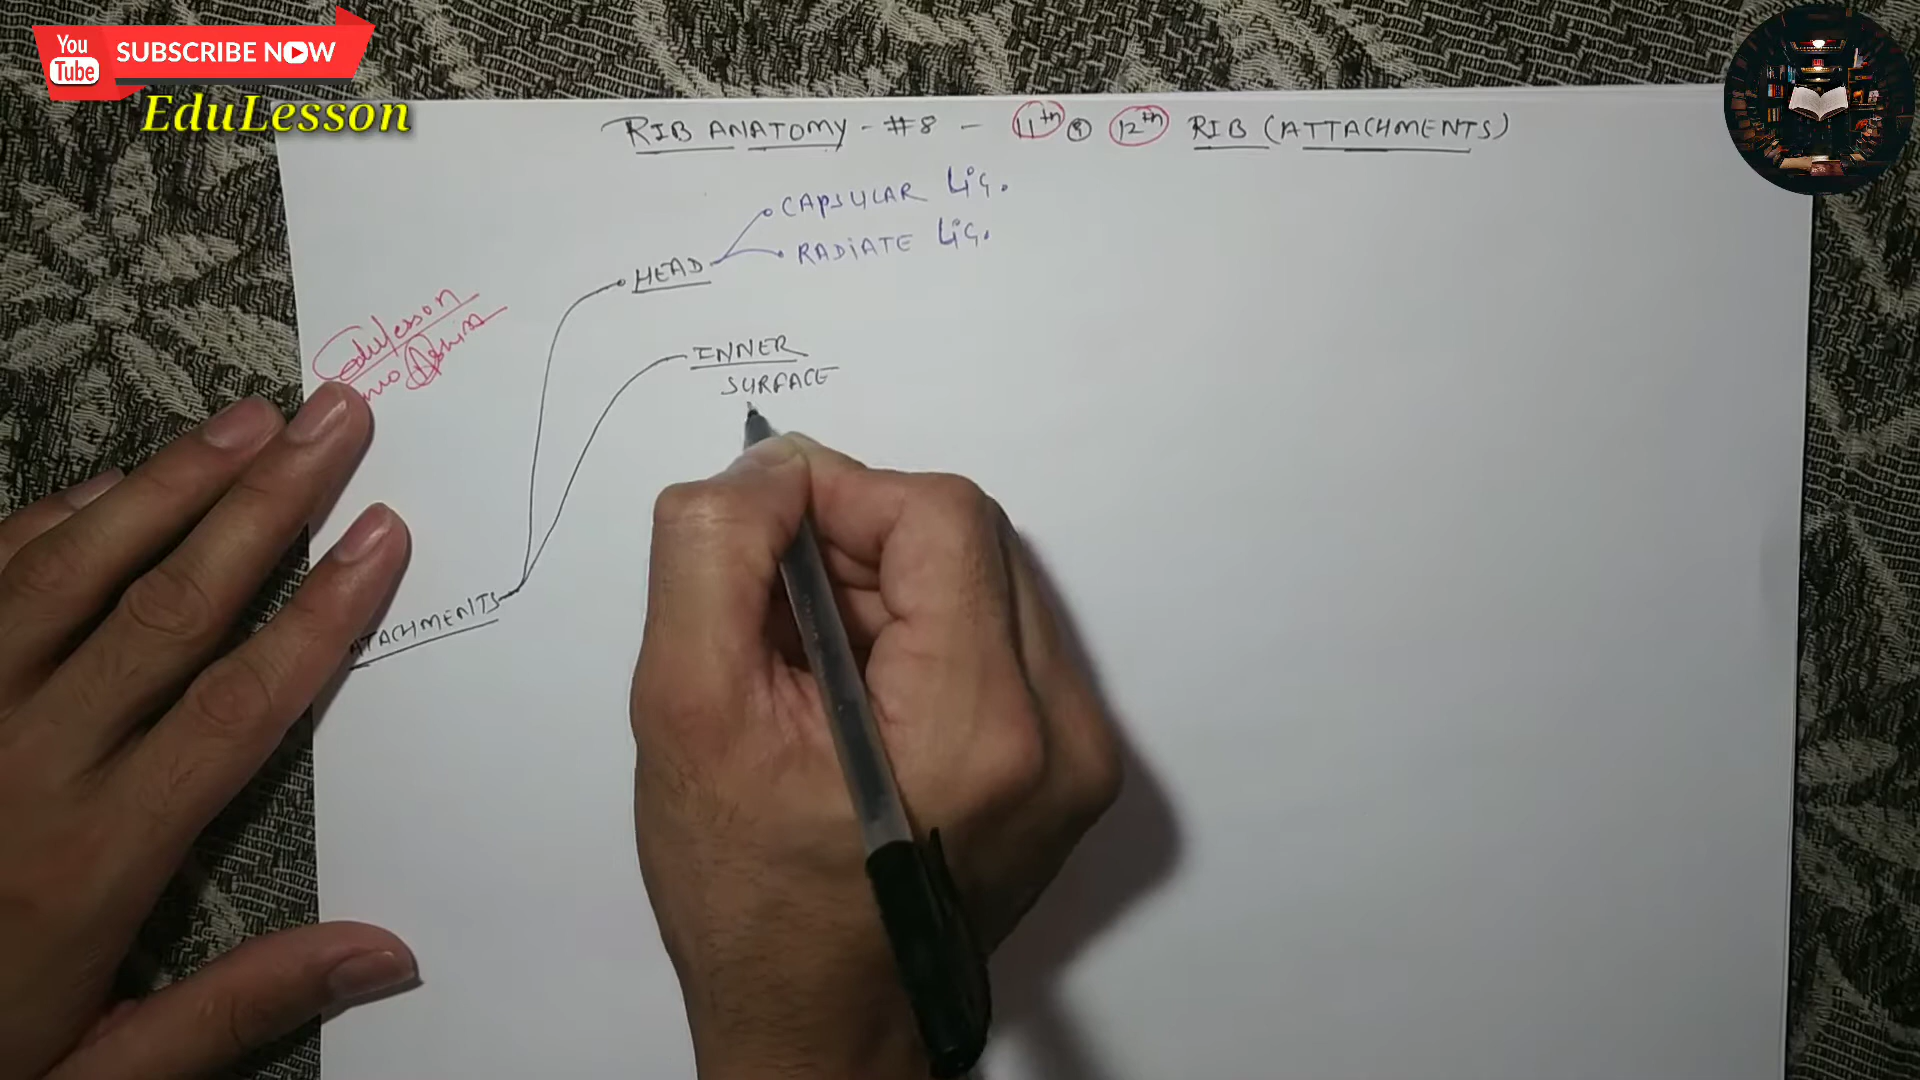 You
Tube
SUBSCRIBE NOW
EduLesson
RIB ANATOMY - #8 - 11th & 12th RIB (ATTACHMENTS)
CAPSULAR Lig.
RADIATE Lig.
HEAD
Edulesson
INNER
SURFACE
ATTACHMENTS